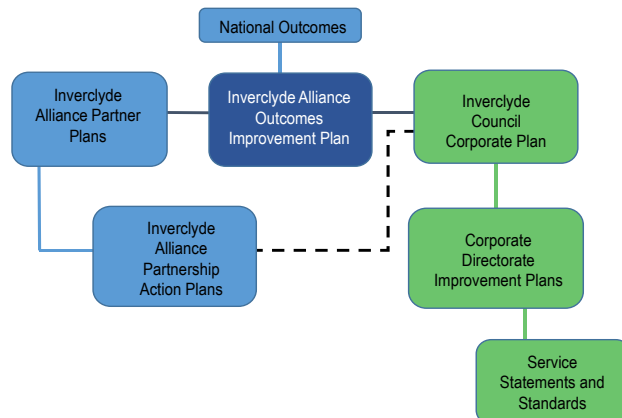 National Outcomes
Inverclyde
Alliance Partner
Plans
Inverclyde Alliance
Outcomes
Improvement Plan
Inverclyde
Council
Corporate Plan
Inverclyde
Alliance
Partnership
Action Plans
Corporate
Directorate
Improvement Plans
Service
Statements and
Standards